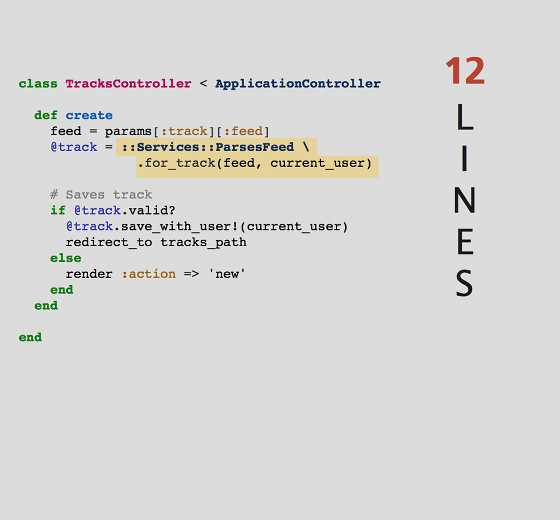 class TracksController < ApplicationController
def create
feed = params[:track][:feed]
@track = ::Services::ParsesFeed \
.for_track(feed, current_user)
# Saves track
if @track.valid?
@track.save_with_user!(current_user)
redirect_to tracks_path
else
render :action => 'new'
end
end
end
12
L
I
N
E
S